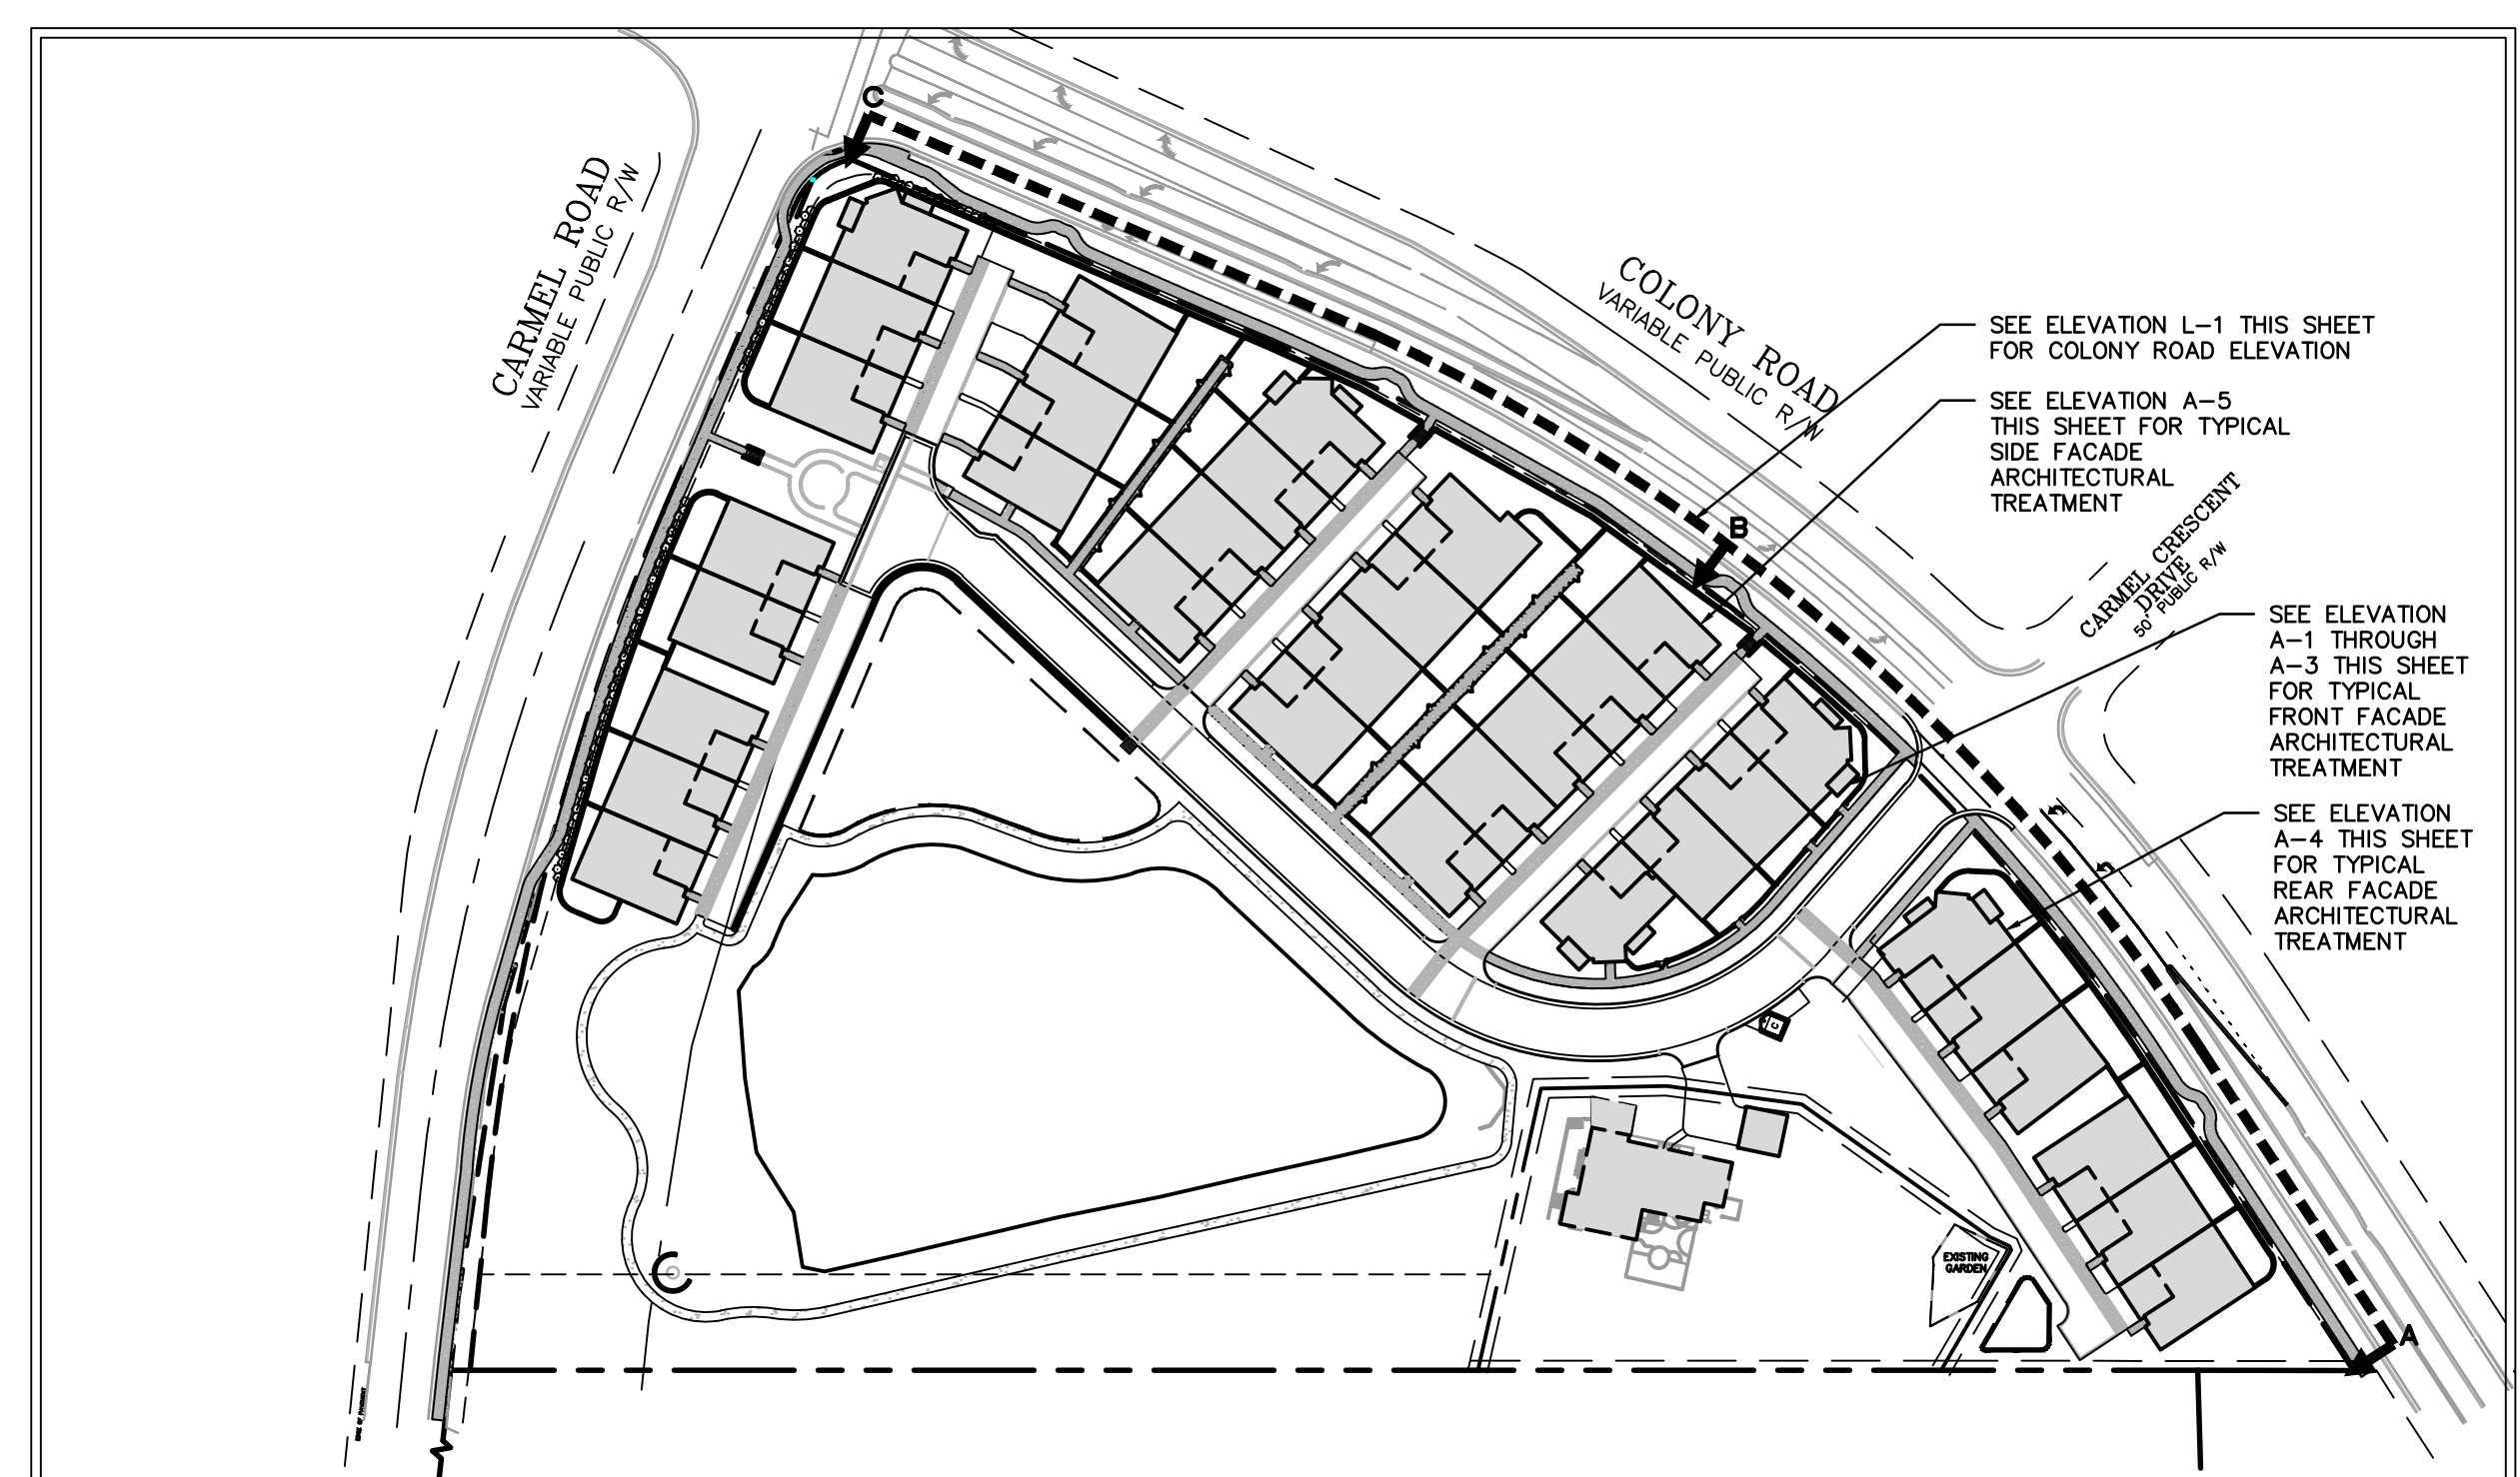 C
CARMEL ROAD
VARIABLE PUBLIC R/W
COLONY ROAD
VARIABLE PUBLIC R/W
SEE ELEVATION L-1 THIS SHEET
FOR COLONY ROAD ELEVATION
SEE ELEVATION A-5
THIS SHEET FOR TYPICAL
SIDE FACADE
ARCHITECTURAL
TREATMENT
B
CARMEL CRESCENT
DRIVE
50' PUBLIC R/W
SEE ELEVATION
A-1 THROUGH
A-3 THIS SHEET
FOR TYPICAL
FRONT FACADE
ARCHITECTURAL
TREATMENT
SEE ELEVATION
A-4 THIS SHEET
FOR TYPICAL
REAR FACADE
ARCHITECTURAL
TREATMENT
C
EXISTING
GARDEN
A
EDGE OF PAVEMENT